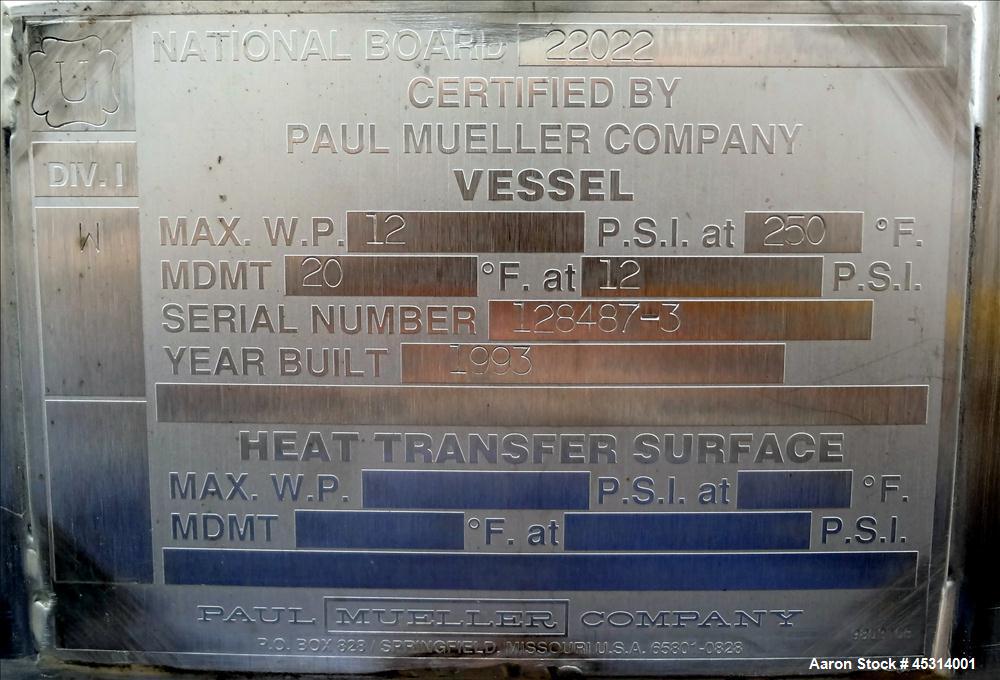 U
NATIONAL BOARD 22022
CERTIFIED BY
PAUL MUELLER COMPANY
DIV. I
VESSEL
W
MAX. W.P. 12 P.S.I. at 250 °F.
MDMT 20 °F. at 12 P.S.I.
SERIAL NUMBER 128487-3
YEAR BUILT 1993
HEAT TRANSFER SURFACE
MAX. W.P. P.S.I. at °F.
MDMT °F. at P.S.I.
PAUL MUELLER COMPANY
P.O. BOX 828 / SPRINGFIELD, MISSOURI U.S.A. 65801-0828
Aaron Stock # 45314001